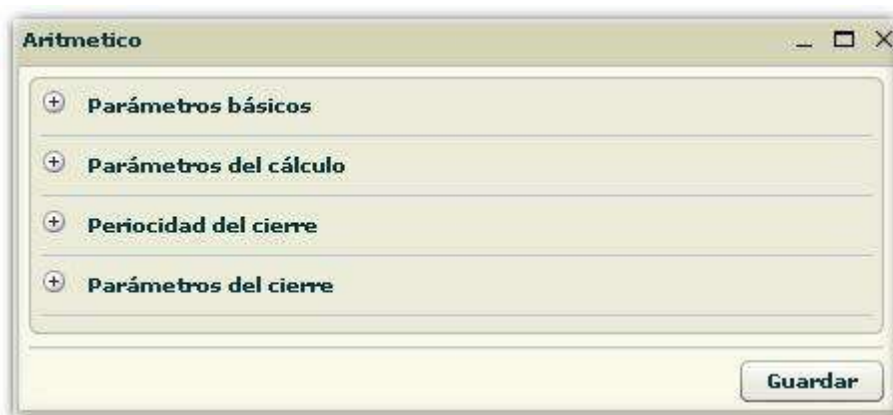 Aritmetico
Parámetros básicos
Parámetros del cálculo
Periocidad del cierre
Parámetros del cierre
Guardar